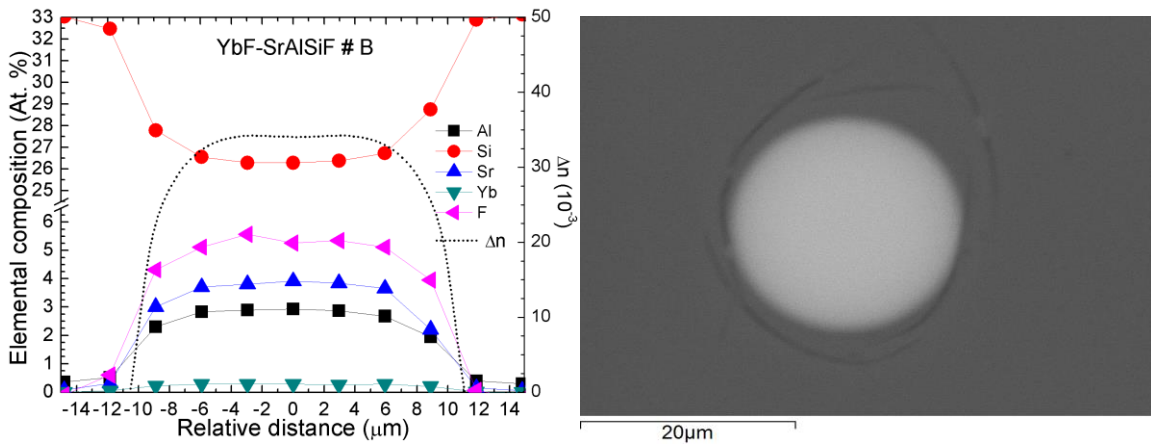 YbF-SrAlSiF # B
Elemental composition (At. %)
33
32
31
30
29
28
27
26
25
6
5
4
3
2
1
0
Al
Si
Sr
Yb
F
Δn
50
40
30
20
10
0
Δn (10⁻³)
-14 -12 -10 -8 -6 -4 -2 0 2 4 6 8 10 12 14
Relative distance (μm)
20μm